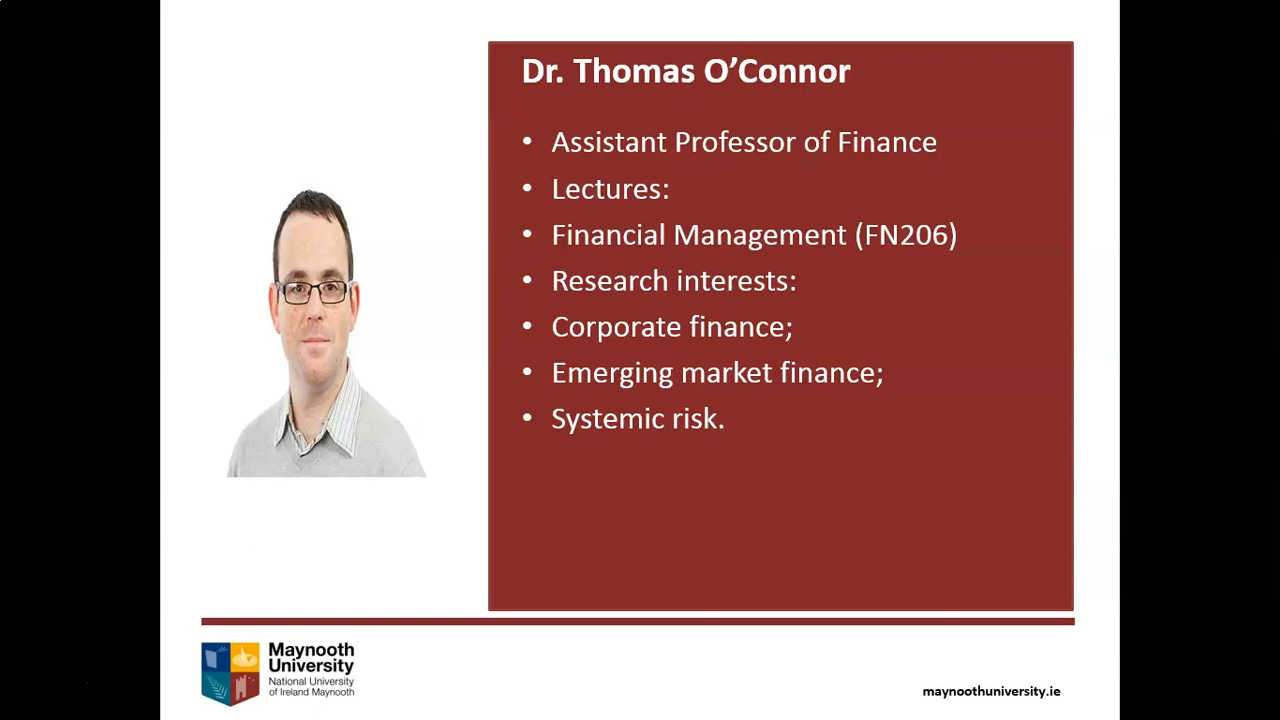 Dr. Thomas O’Connor
• Assistant Professor of Finance
• Lectures:
• Financial Management (FN206)
• Research interests:
• Corporate finance;
• Emerging market finance;
• Systemic risk.
Maynooth
University
National University
of Ireland Maynooth
maynoothuniversity.ie